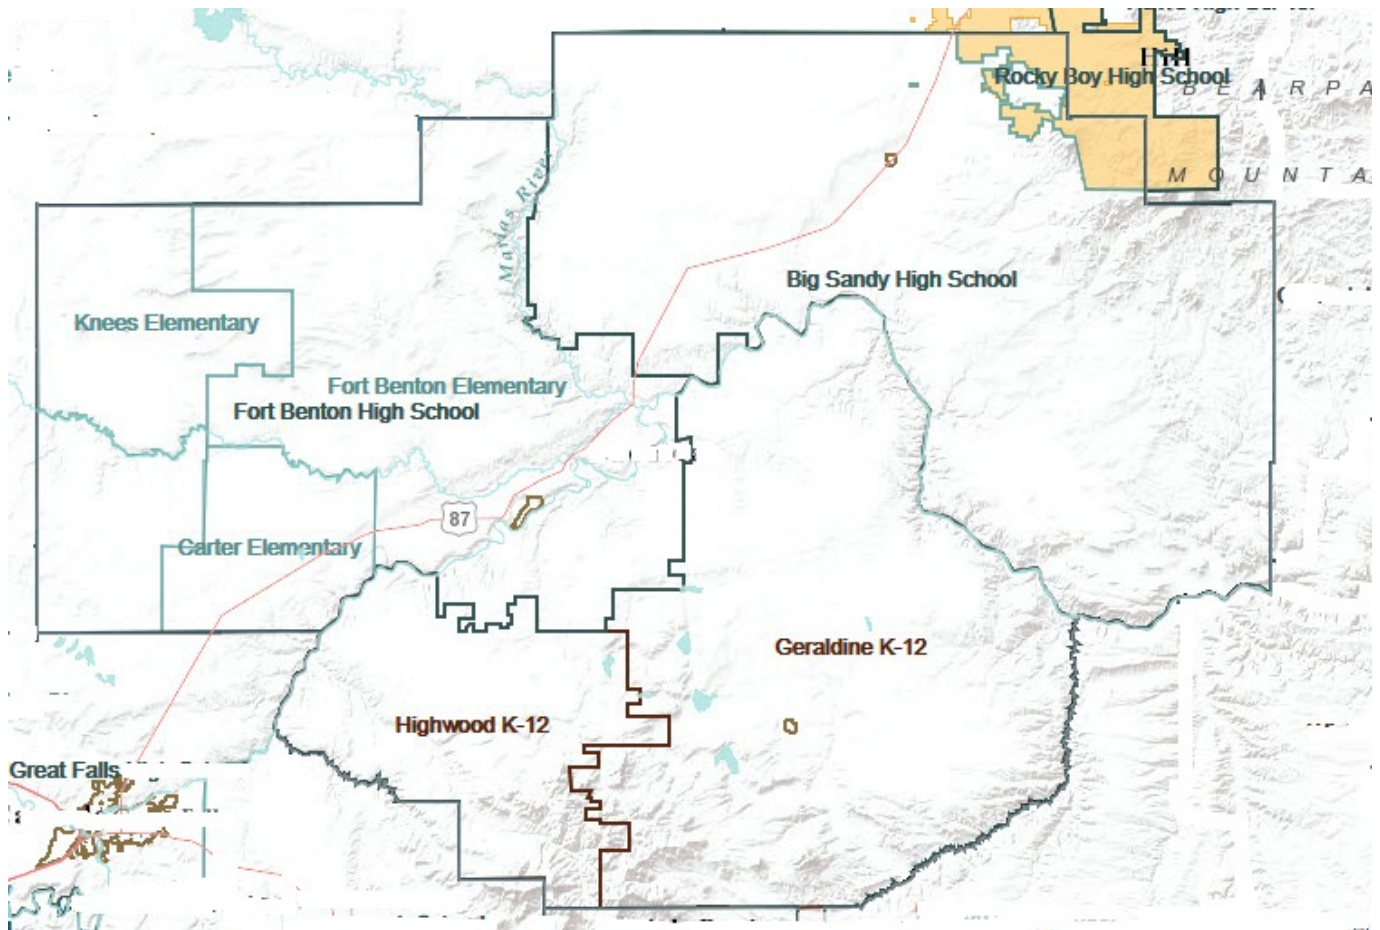 Rocky Boy High School
B E A R P A
M O U N T A
Marias River
Big Sandy High School
Knees Elementary
Fort Benton Elementary
Fort Benton High School
87
Carter Elementary
Geraldine K-12
Highwood K-12
Great Falls